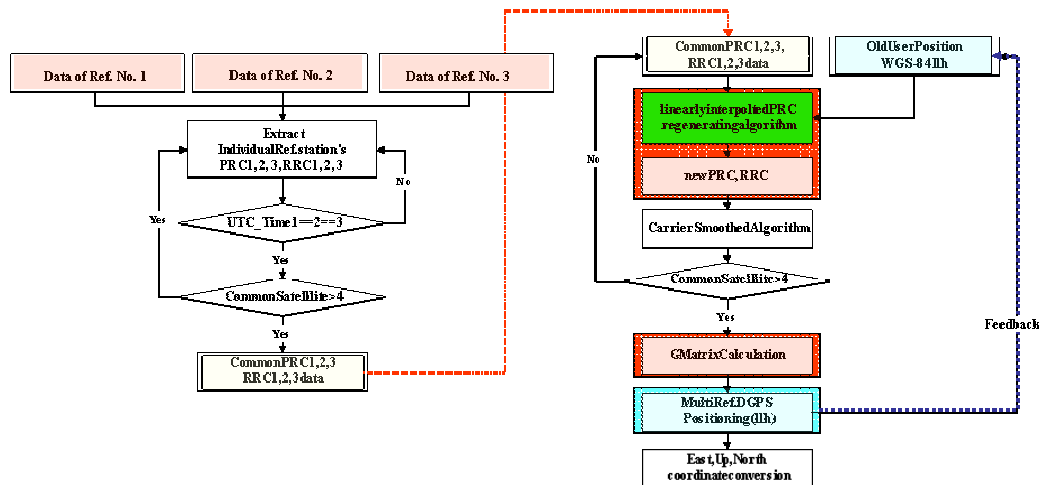 Data of Ref. No. 1
Data of Ref. No. 2
Data of Ref. No. 3
Extract
IndividualRef.station's
PRC1,2,3,RRC1,2,3
No
Yes
UTC_Time1==2==3
Yes
CommonSatelllite>4
Yes
CommonPRC1,2,3
RRC1,2,3data
CommonPRC1,2,3,
RRC1,2,3data
OldUserPosition
WGS-84llh
linearlyinterpoltedPRC
regeneratingalgorithm
No
newPRC,RRC
CarrierSmoothedAlgorithm
CommonSatelllite>4
Yes
Feedback
GMatrixCalculation
MultiRef.DGPS
Positioning(llh)
East,Up,North
coordinateconversion